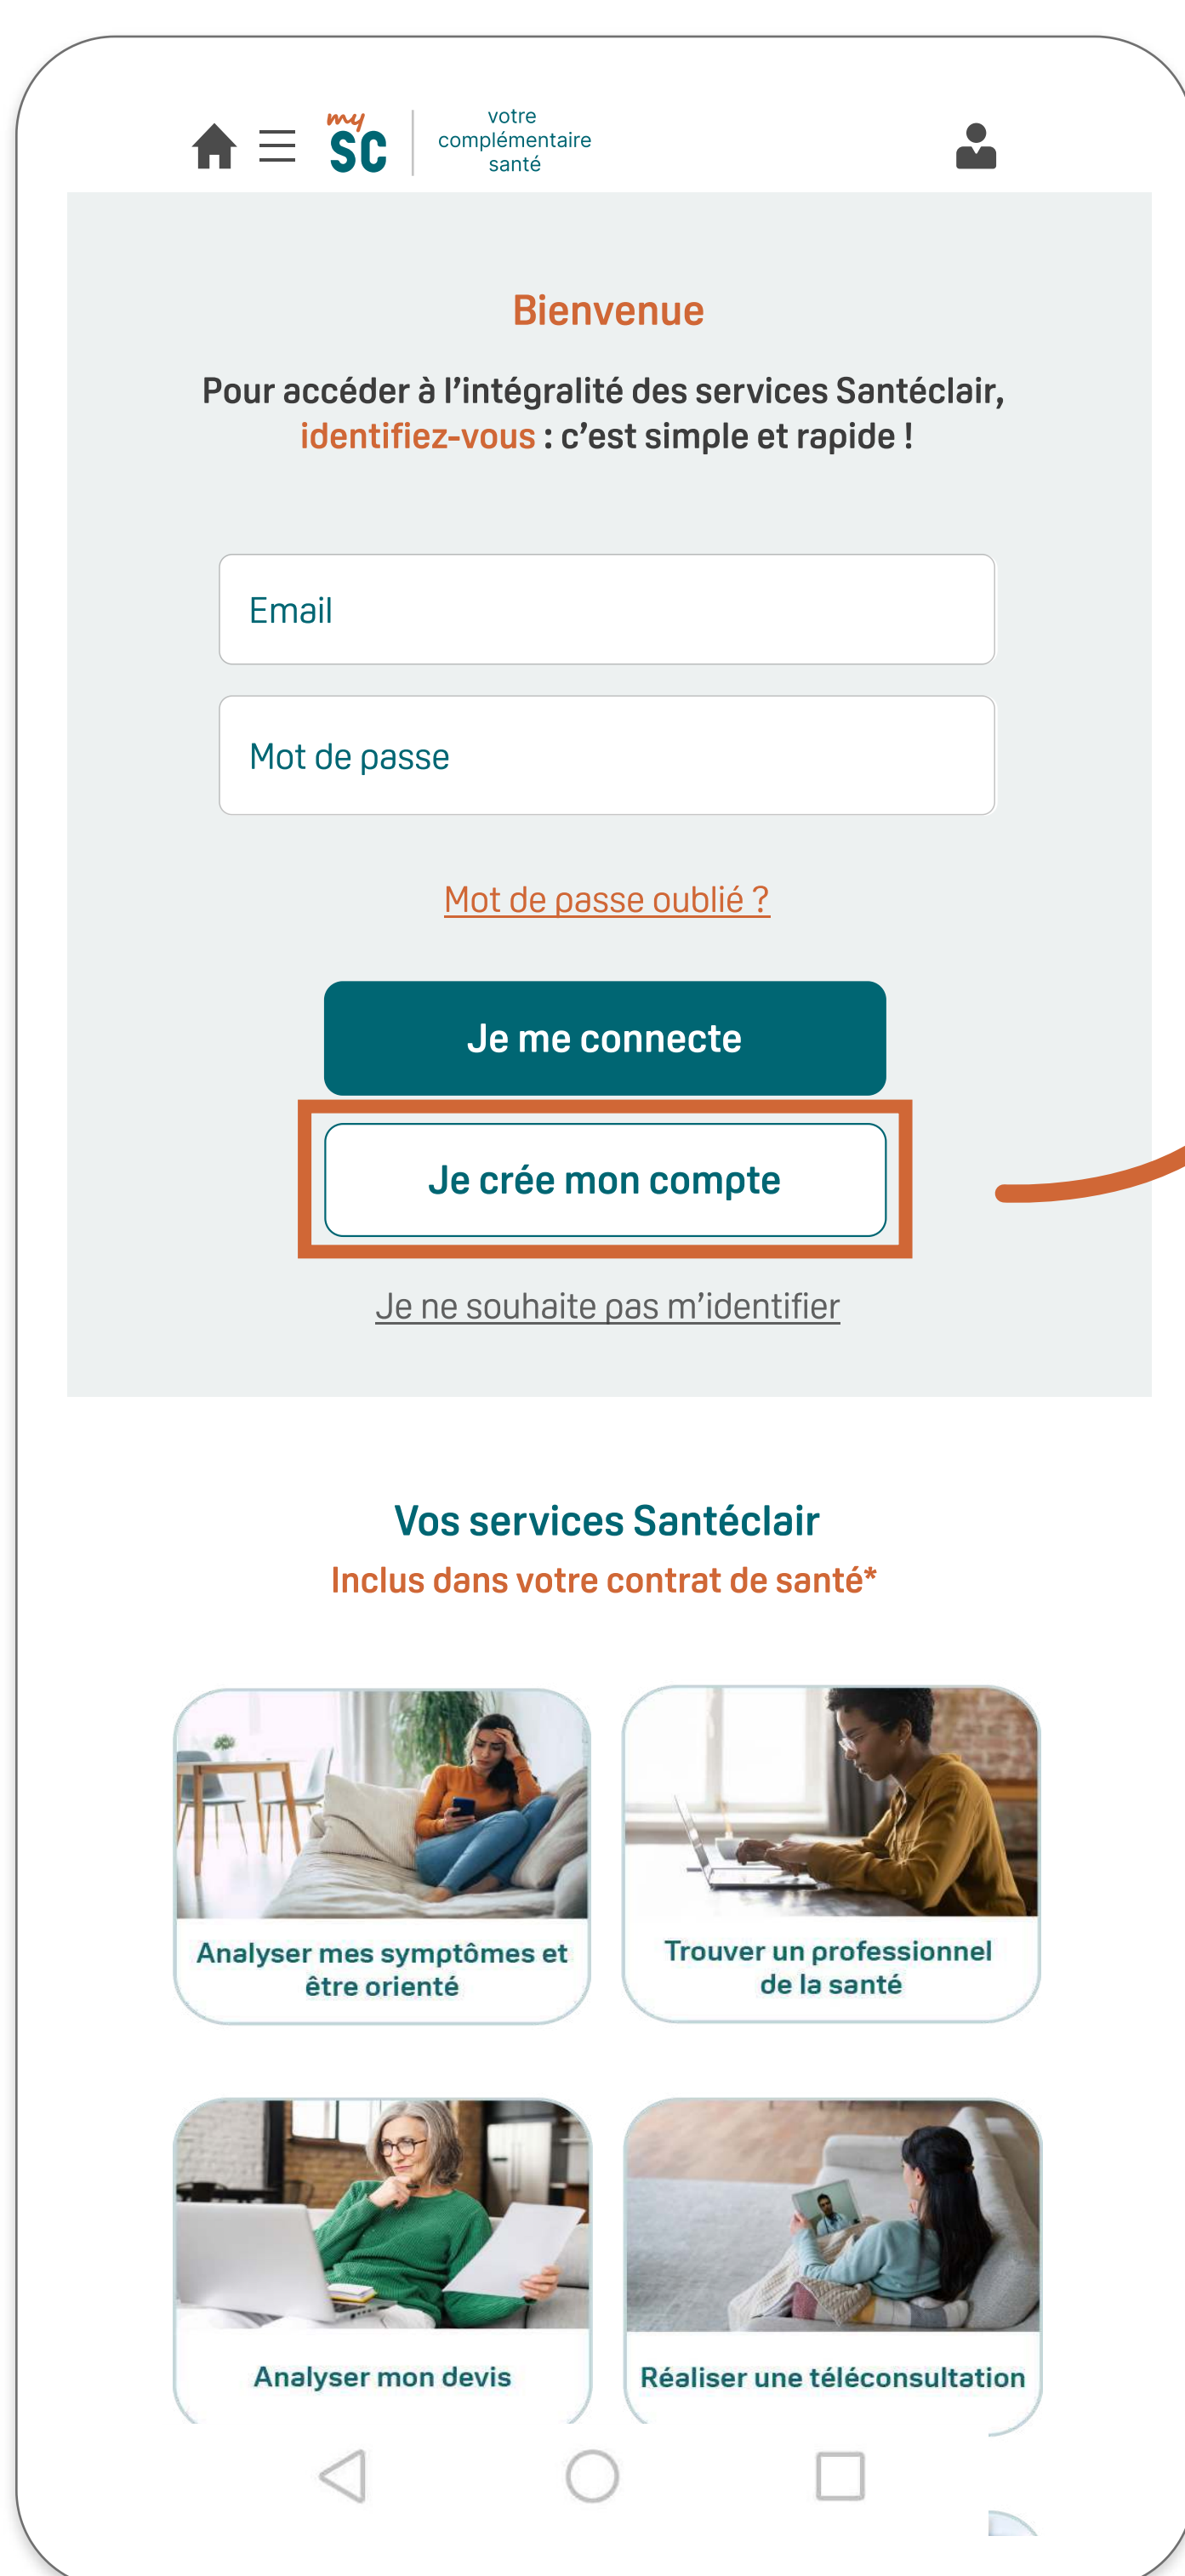 my
SC
votre
complémentaire
santé
Bienvenue
Pour accéder à l’intégralité des services Santéclair,
identifiez-vous : c’est simple et rapide !
Email
Mot de passe
Mot de passe oublié ?
Je me connecte
Je crée mon compte
Je ne souhaite pas m’identifier
Vos services Santéclair
Inclus dans votre contrat de santé*
Analyser mes symptômes et
être orienté
Trouver un professionnel
de la santé
Analyser mon devis
Réaliser une téléconsultation